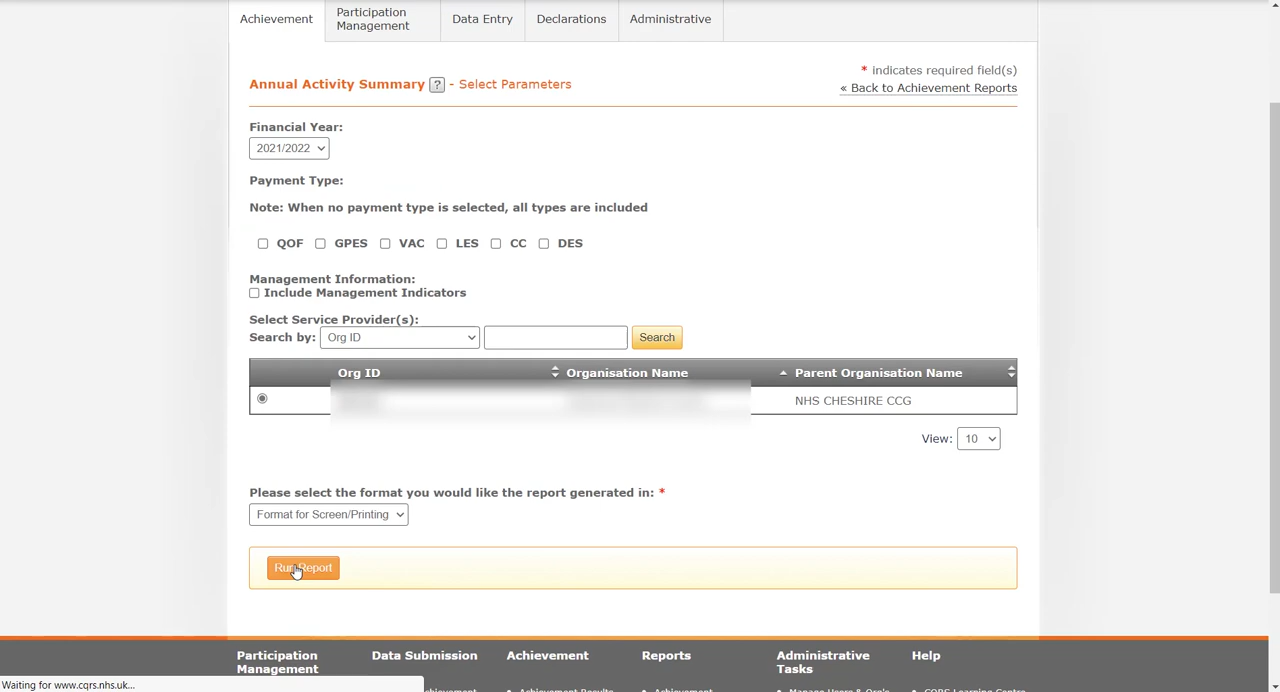 Achievement
Participation
Management
Data Entry
Declarations
Administrative
* indicates required field(s)
Annual Activity Summary ? - Select Parameters
« Back to Achievement Reports
Financial Year:
2021/2022
Payment Type:
Note: When no payment type is selected, all types are included
QOF GPES VAC LES CC DES
Management Information:
Include Management Indicators
Select Service Provider(s):
Search by: Org ID Search
Org ID Organisation Name Parent Organisation Name
NHS CHESHIRE CCG
View: 10
Please select the format you would like the report generated in: *
Format for Screen/Printing
Run Report
Participation
Management
Data Submission
Achievement
Reports
Administrative
Tasks
Help
Waiting for www.cqrs.nhs.uk...